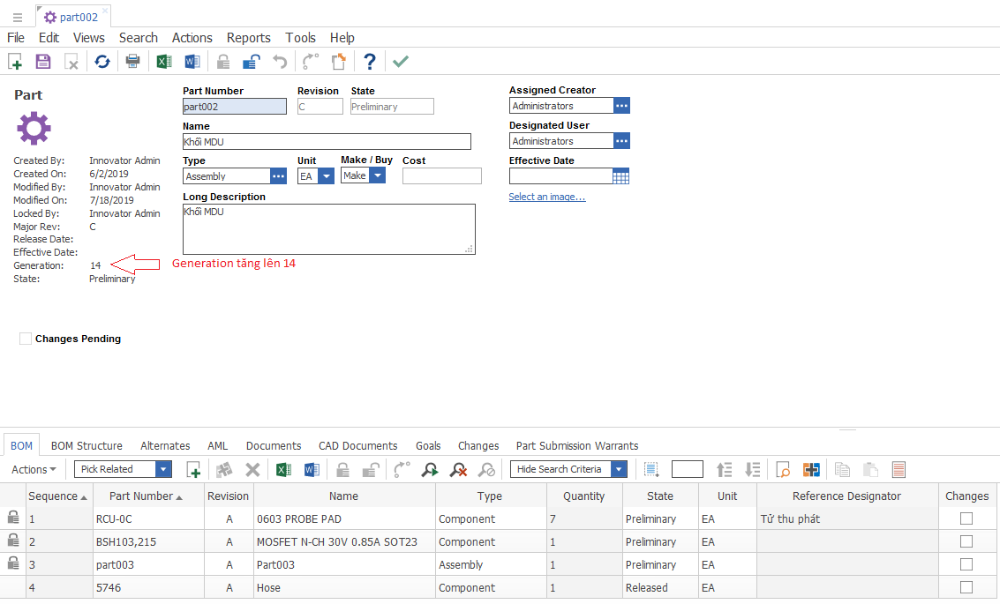 part002
File Edit Views Search Actions Reports Tools Help
Part
Part Number Revision State
part002 C Preliminary
Name
Khối MDU
Type Unit Make / Buy Cost
Assembly EA Make
Long Description
Khối MDU
Assigned Creator
Administrators
Designated User
Administrators
Effective Date
Select an image...
Created By: Innovator Admin
Created On: 6/2/2019
Modified By: Innovator Admin
Modified On: 7/18/2019
Locked By: Innovator Admin
Major Rev: C
Release Date:
Effective Date:
Generation: 14 Generation tăng lên 14
State: Preliminary
Changes Pending
BOM BOM Structure Alternates AML Documents CAD Documents Goals Changes Part Submission Warrants
Actions Pick Related Hide Search Criteria
Sequence Part Number Revision Name Type Quantity State Unit Reference Designator Changes
1 RCU-0C A 0603 PROBE PAD Component 7 Preliminary EA Tử thu phát
2 BSH103,215 A MOSFET N-CH 30V 0.85A SOT23 Component 1 Preliminary EA
3 part003 A Part003 Assembly 1 Preliminary EA
4 5746 A Hose Component 1 Released EA